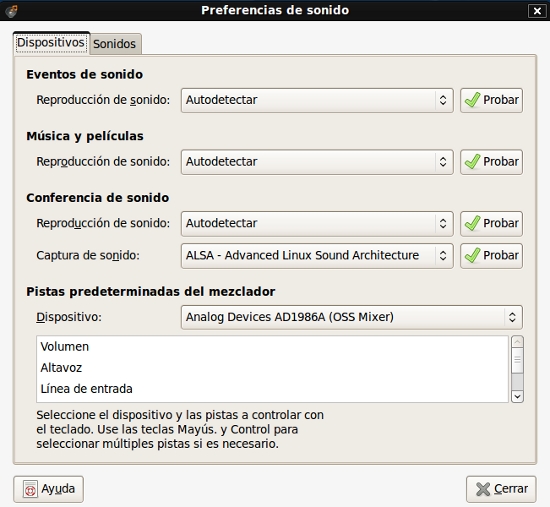 Preferencias de sonido
Dispositivos Sonidos
Eventos de sonido
Reproducción de sonido: Autodetectar Probar
Música y películas
Reproducción de sonido: Autodetectar Probar
Conferencia de sonido
Reproducción de sonido: Autodetectar Probar
Captura de sonido: ALSA - Advanced Linux Sound Architecture Probar
Pistas predeterminadas del mezclador
Dispositivo: Analog Devices AD1986A (OSS Mixer)
Volumen
Altavoz
Línea de entrada
Seleccione el dispositivo y las pistas a controlar con
el teclado. Use las teclas Mayús. y Control para
seleccionar múltiples pistas si es necesario.
Ayuda Cerrar